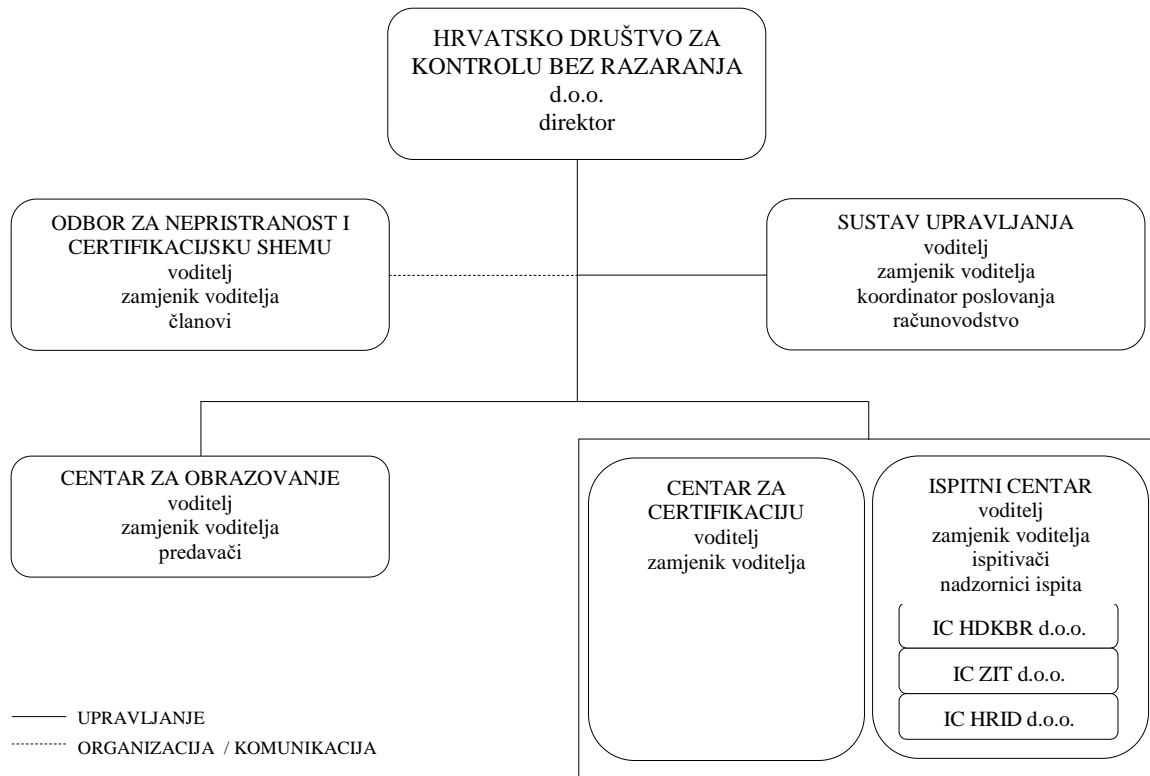 HRVATSKO DRUŠTVO ZA
KONTROLU BEZ RAZARANJA
d.o.o.
direktor
ODBOR ZA NEPRISTRANOST I
CERTIFIKACIJSKU SHEMU
voditelj
zamjenik voditelja
članovi
SUSTAV UPRAVLJANJA
voditelj
zamjenik voditelja
koordinator poslovanja
računovodstvo
CENTAR ZA OBRAZOVANJE
voditelj
zamjenik voditelja
predavači
CENTAR ZA
CERTIFIKACIJU
voditelj
zamjenik voditelja
ISPITNI CENTAR
voditelj
zamjenik voditelja
ispitivači
nadzornici ispita
IC HDKBR d.o.o.
IC ZIT d.o.o.
IC HRID d.o.o.
UPRAVLJANJE
ORGANIZACIJA / KOMUNIKACIJA